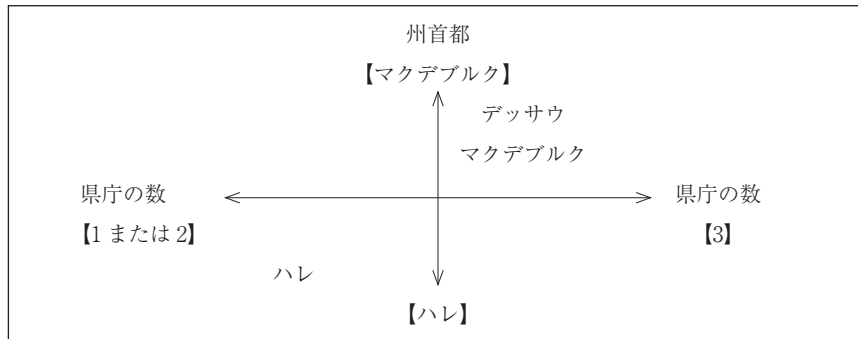 州首都
【マクデブルク】
デッサウ
マクデブルク
県庁の数
【1 または 2】
県庁の数
【3】
ハレ
【ハレ】